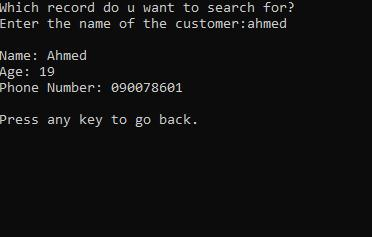 Which record do u want to search for?
Enter the name of the customer:ahmed
Name: Ahmed
Age: 19
Phone Number: 090078601
Press any key to go back.